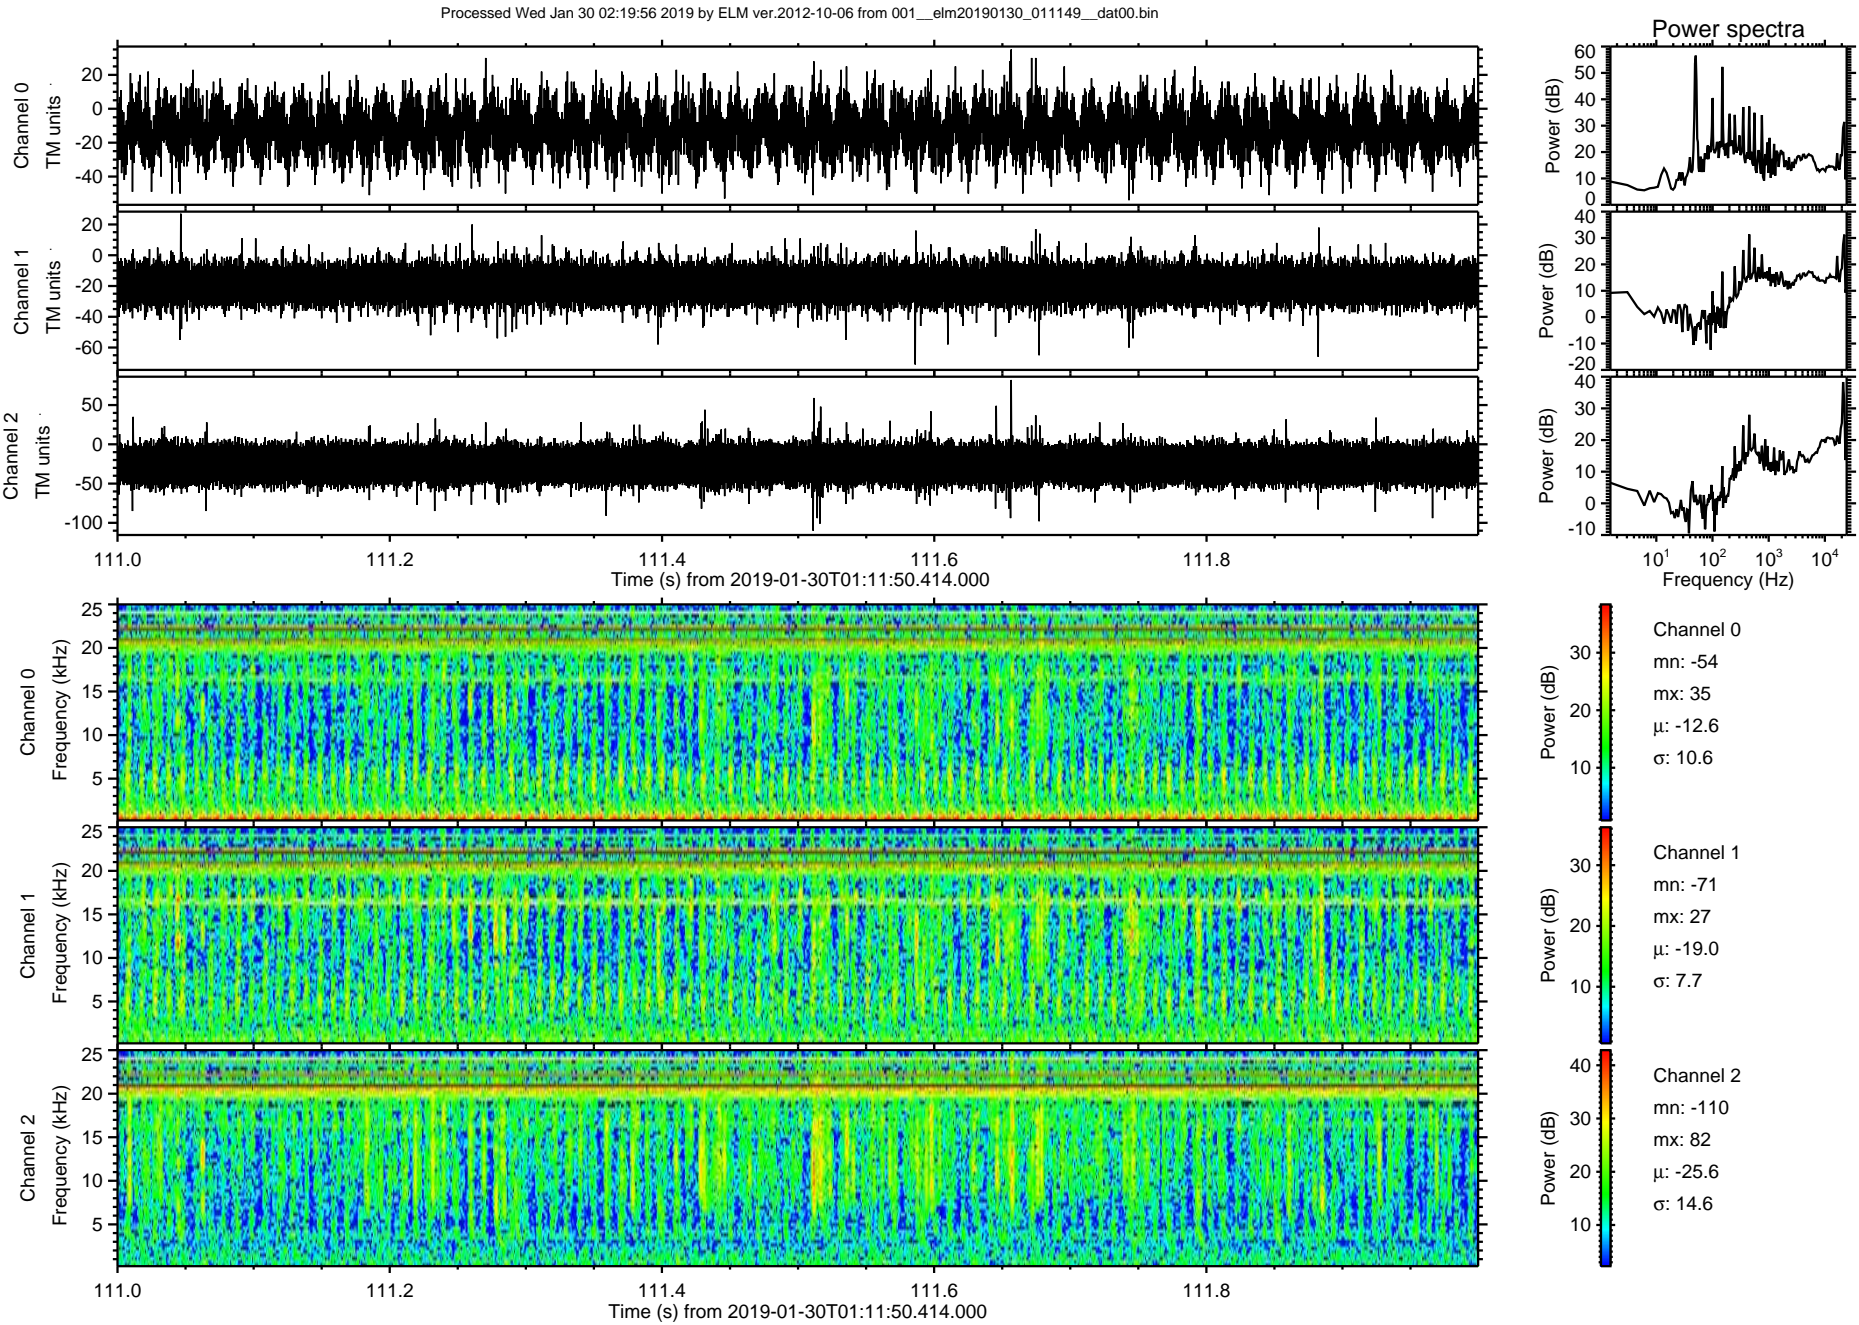 Processed Wed Jan 30 02:19:56 2019 by ELM ver.2012-10-06 from 001__elm20190130_011149__dat00.bin
Power spectra
Channel 0
TM units
20
0
-20
-40
Power (dB)
60
50
40
30
20
10
0
Channel 1
TM units
20
0
-20
-40
-60
Power (dB)
40
30
20
10
0
-10
-20
Channel 2
TM units
50
0
-50
-100
Power (dB)
40
30
20
10
0
-10
111.0 111.2 111.4 111.6 111.8
Time (s) from 2019-01-30T01:11:50.414.000
10¹ 10² 10³ 10⁴
Frequency (Hz)
Channel 0
Frequency (kHz)
25
20
15
10
5
Power (dB)
30
20
10
Channel 0
mn: -54
mx: 35
μ: -12.6
σ: 10.6
Channel 1
Frequency (kHz)
25
20
15
10
5
Power (dB)
30
20
10
Channel 1
mn: -71
mx: 27
μ: -19.0
σ: 7.7
Channel 2
Frequency (kHz)
25
20
15
10
5
Power (dB)
40
30
20
10
Channel 2
mn: -110
mx: 82
μ: -25.6
σ: 14.6
111.0 111.2 111.4 111.6 111.8
Time (s) from 2019-01-30T01:11:50.414.000